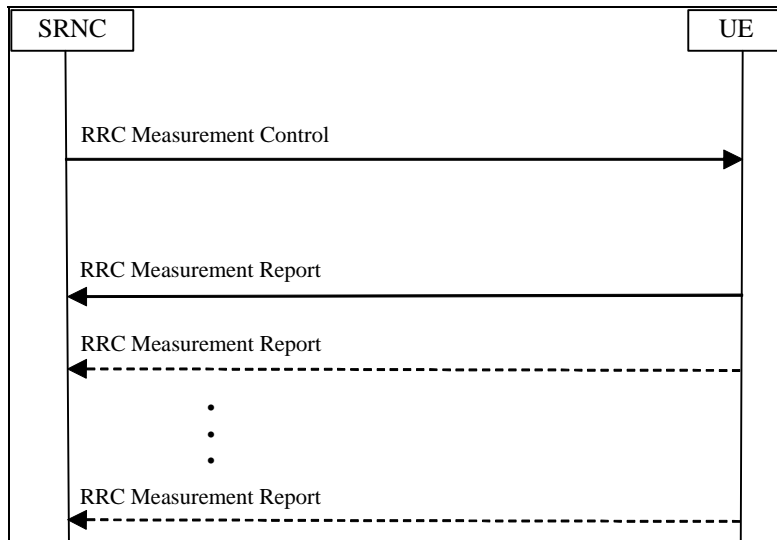 SRNC
UE
RRC Measurement Control
RRC Measurement Report
RRC Measurement Report
RRC Measurement Report